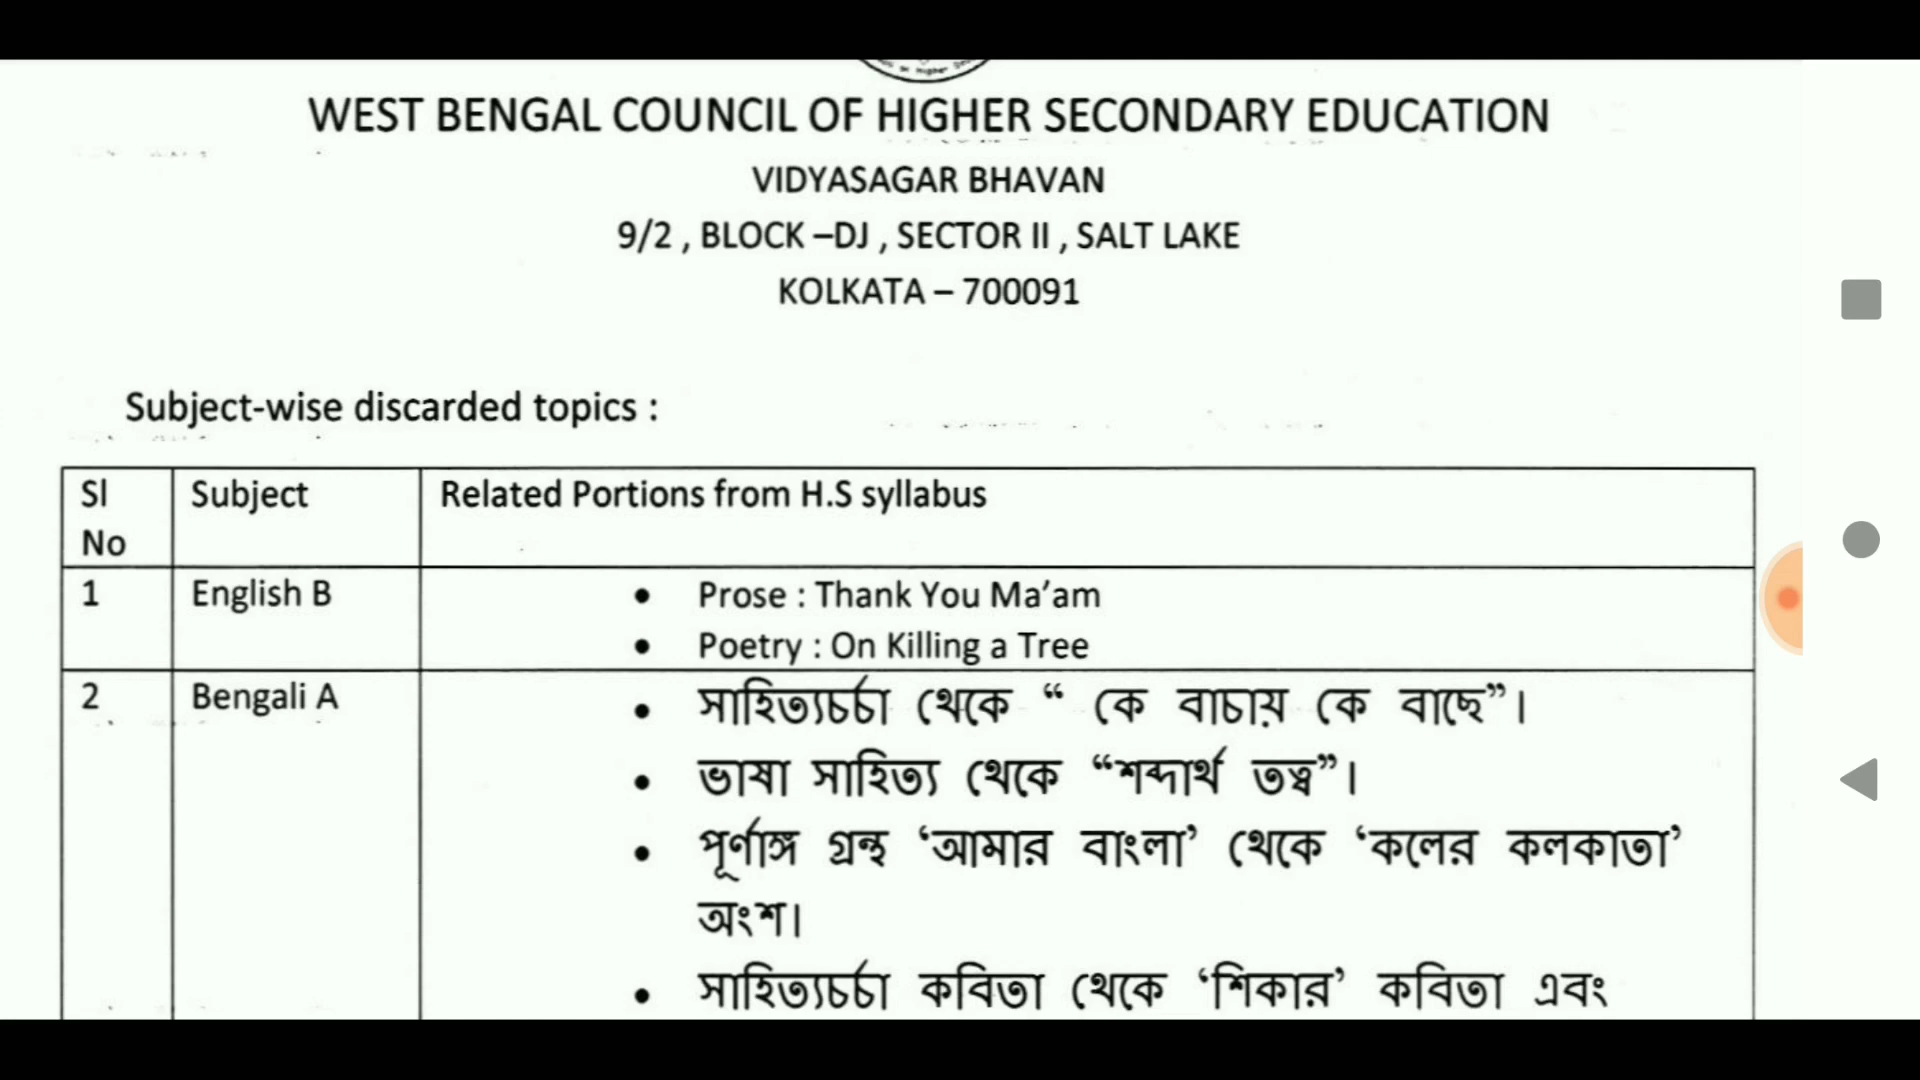 WEST BENGAL COUNCIL OF HIGHER SECONDARY EDUCATION
VIDYASAGAR BHAVAN
9/2 , BLOCK –DJ , SECTOR II , SALT LAKE
KOLKATA – 700091
Subject-wise discarded topics :
Sl No
Subject
Related Portions from H.S syllabus
1
English B
• Prose : Thank You Ma’am
• Poetry : On Killing a Tree
2
Bengali A
• সাহিত্যচর্চা থেকে “ কে বাচায় কে বাছে”।
• ভাষা সাহিত্য থেকে “শব্দার্থ তত্ব”।
• পূর্ণাঙ্গ গ্রন্থ ‘আমার বাংলা’ থেকে ‘কলের কলকাতা’
অংশ।
• সাহিত্যচর্চা কবিতা থেকে ‘শিকার’ কবিতা এবং